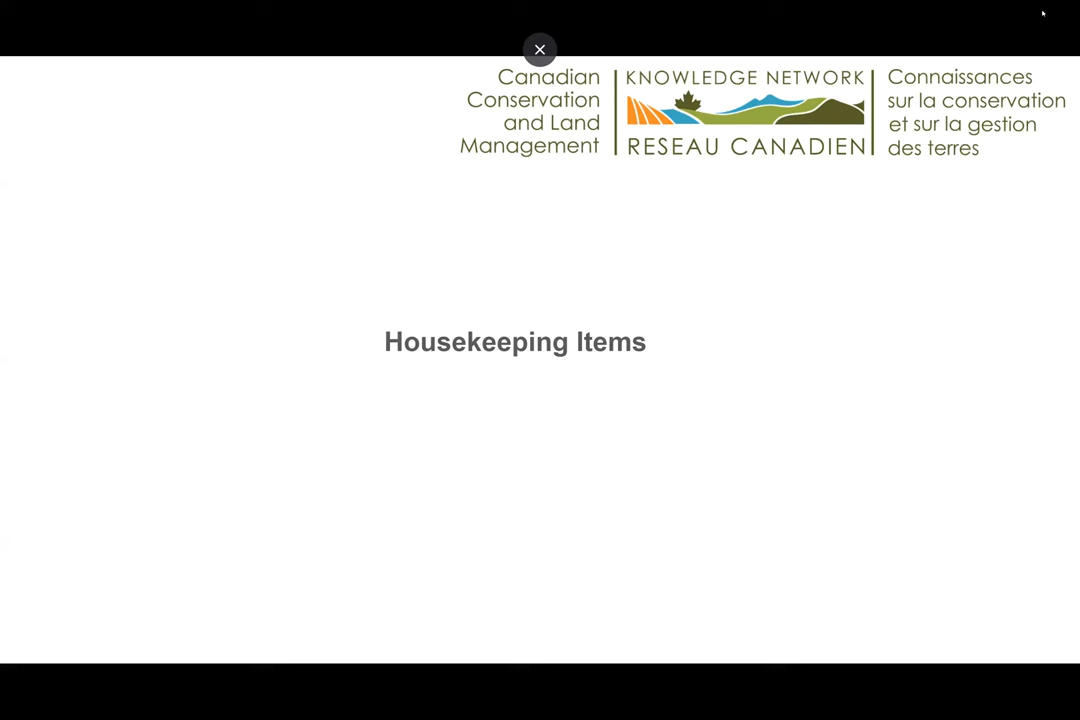 Canadian
Conservation
and Land
Management
KNOWLEDGE NETWORK
RESEAU CANADIEN
Connaissances
sur la conservation
et sur la gestion
des terres
Housekeeping Items